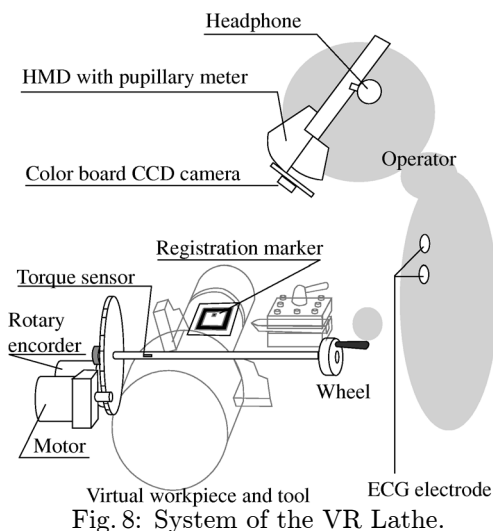 Headphone
HMD with pupillary meter
Operator
Color board CCD camera
Registration marker
Torque sensor
Rotary
encorder
Wheel
Motor
Virtual workpiece and tool
ECG electrode
Fig. 8: System of the VR Lathe.